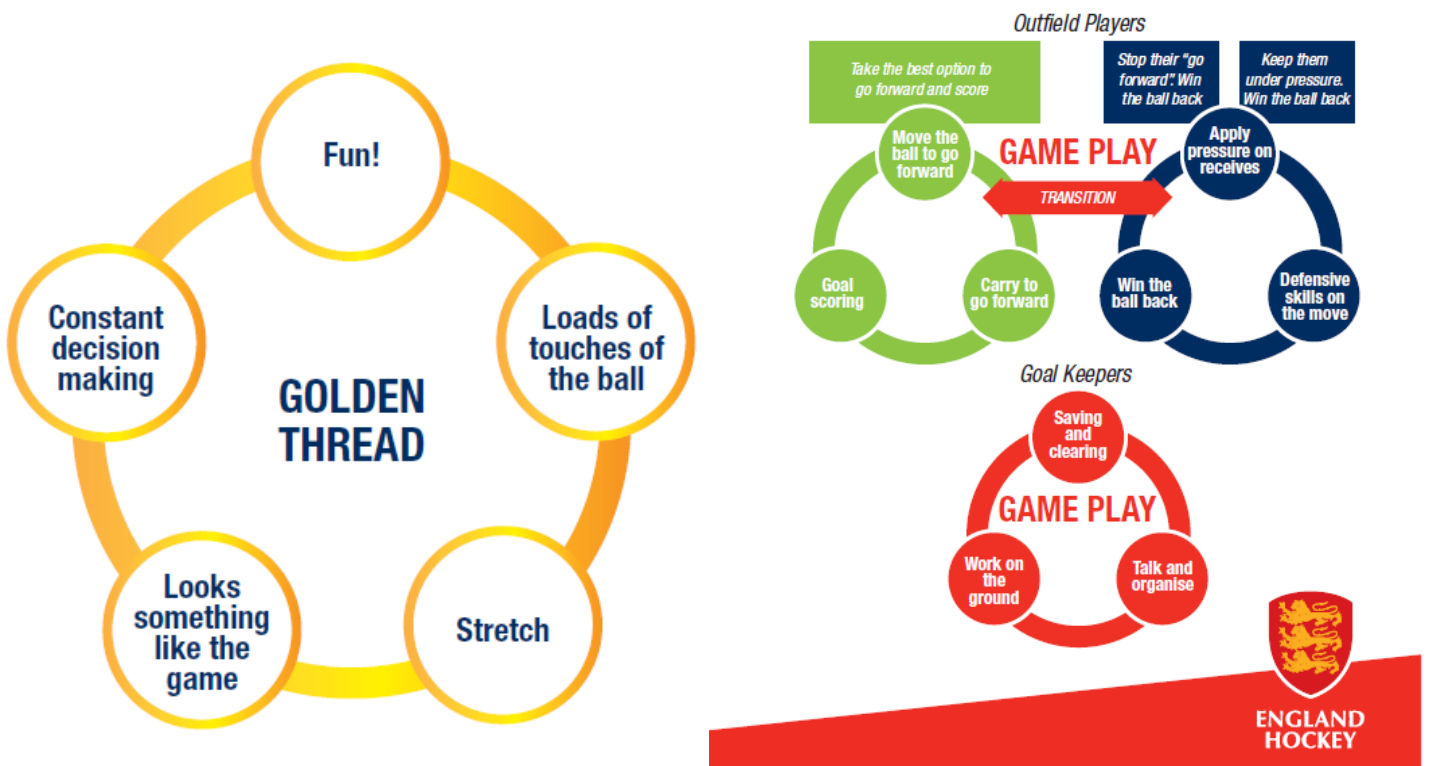 Fun!
Loads of
touches of
the ball
Stretch
Looks
something
like the
game
Constant
decision
making
GOLDEN
THREAD
Outfield Players
Take the best option to
go forward and score
Stop their “go
forward”. Win
the ball back
Keep them
under pressure.
Win the ball back
Move the
ball to go
forward
GAME PLAY
TRANSITION
Apply
pressure on
receives
Goal
scoring
Carry to
go forward
Win the
ball back
Defensive
skills on
the move
Goal Keepers
Saving
and
clearing
GAME PLAY
Work on
the
ground
Talk and
organise
ENGLAND
HOCKEY